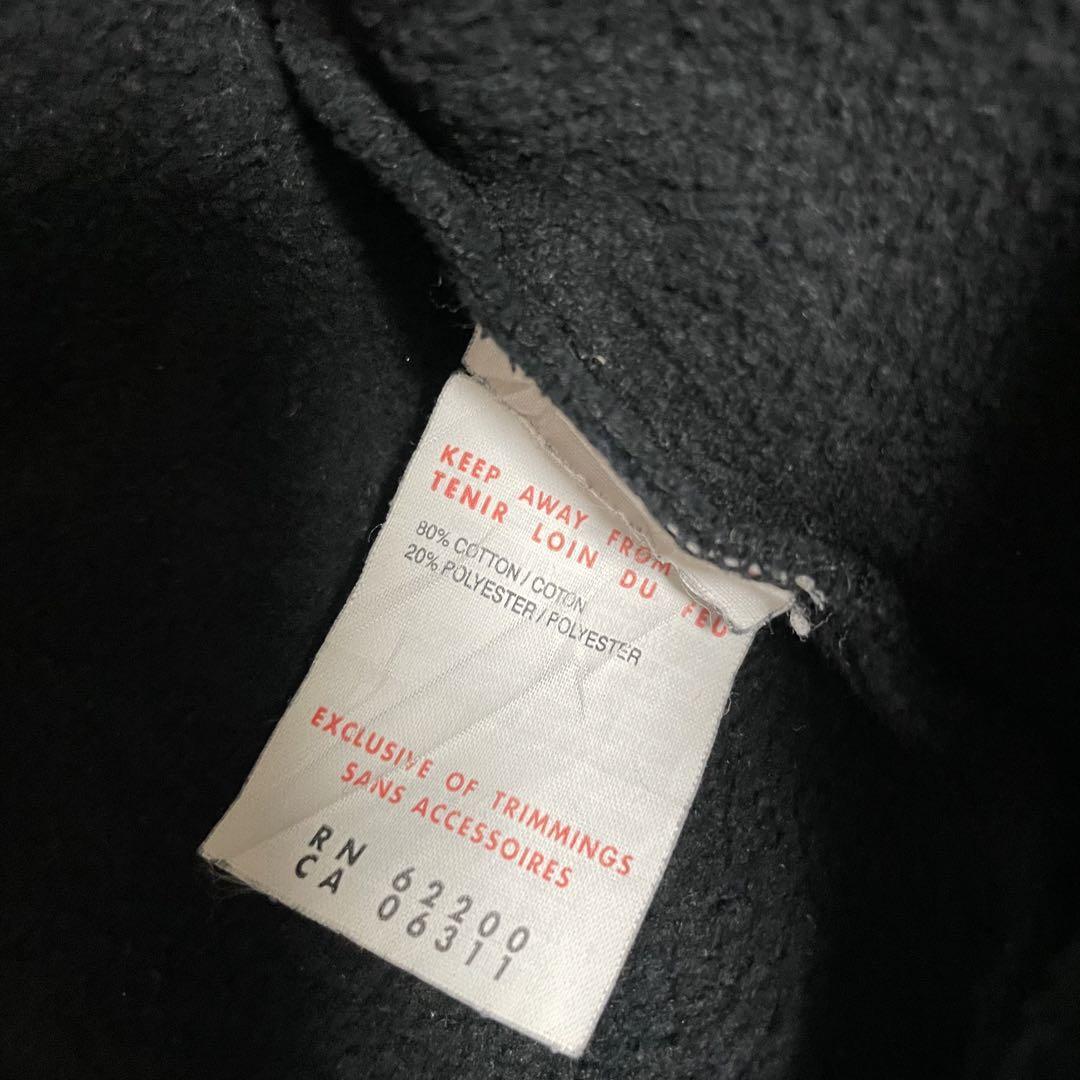 KEEP AWAY FROM
TENIR LOIN DU FEU
80% COTTON / COTON
20% POLYESTER / POLYESTER
EXCLUSIVE OF TRIMMINGS
SANS ACCESSOIRES
RN 62200
CA 06311